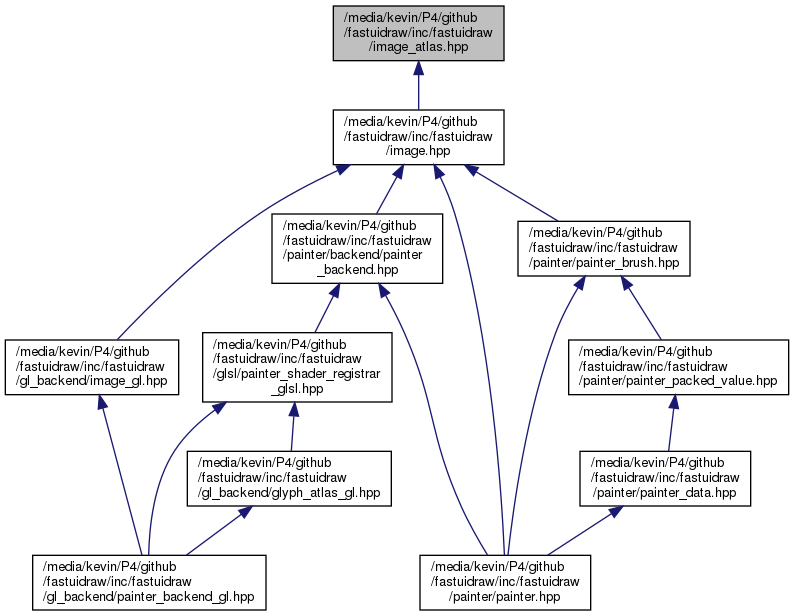 /media/kevin/P4/github
/fastuidraw/inc/fastuidraw
/image_atlas.hpp
/media/kevin/P4/github
/fastuidraw/inc/fastuidraw
/image.hpp
/media/kevin/P4/github
/fastuidraw/inc/fastuidraw
/painter/backend/painter
_backend.hpp
/media/kevin/P4/github
/fastuidraw/inc/fastuidraw
/painter/painter_brush.hpp
/media/kevin/P4/github
/fastuidraw/inc/fastuidraw
/gl_backend/image_gl.hpp
/media/kevin/P4/github
/fastuidraw/inc/fastuidraw
/glsl/painter_shader_registrar
_glsl.hpp
/media/kevin/P4/github
/fastuidraw/inc/fastuidraw
/painter/painter_packed_value.hpp
/media/kevin/P4/github
/fastuidraw/inc/fastuidraw
/gl_backend/glyph_atlas_gl.hpp
/media/kevin/P4/github
/fastuidraw/inc/fastuidraw
/painter/painter_data.hpp
/media/kevin/P4/github
/fastuidraw/inc/fastuidraw
/gl_backend/painter_backend_gl.hpp
/media/kevin/P4/github
/fastuidraw/inc/fastuidraw
/painter/painter.hpp